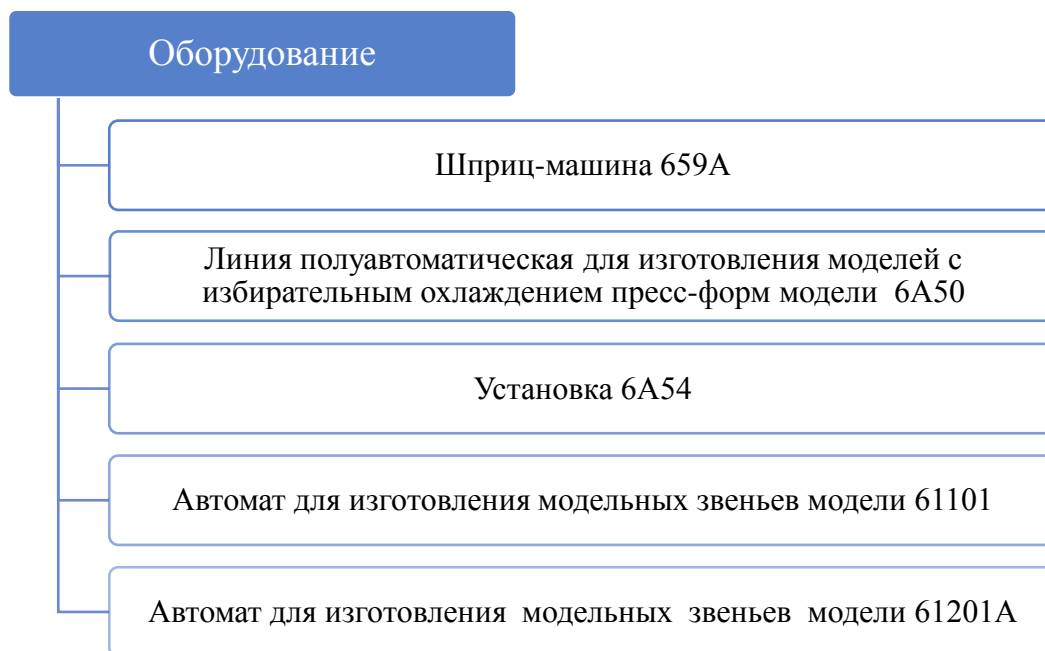 Оборудование
Шприц-машина 659А
Линия полуавтоматическая для изготовления моделей с
избирательным охлаждением пресс-форм модели 6А50
Установка 6А54
Автомат для изготовления модельных звеньев модели 61101
Автомат для изготовления модельных звеньев модели 61201А